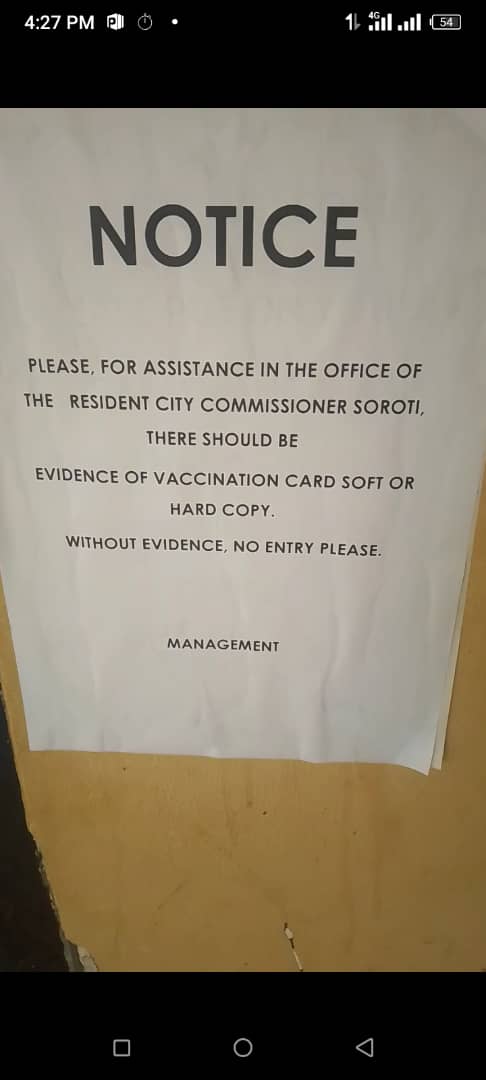 4:27 PM
4G
54
NOTICE
PLEASE, FOR ASSISTANCE IN THE OFFICE OF
THE RESIDENT CITY COMMISSIONER SOROTI,
THERE SHOULD BE
EVIDENCE OF VACCINATION CARD SOFT OR
HARD COPY.
WITHOUT EVIDENCE, NO ENTRY PLEASE.
MANAGEMENT